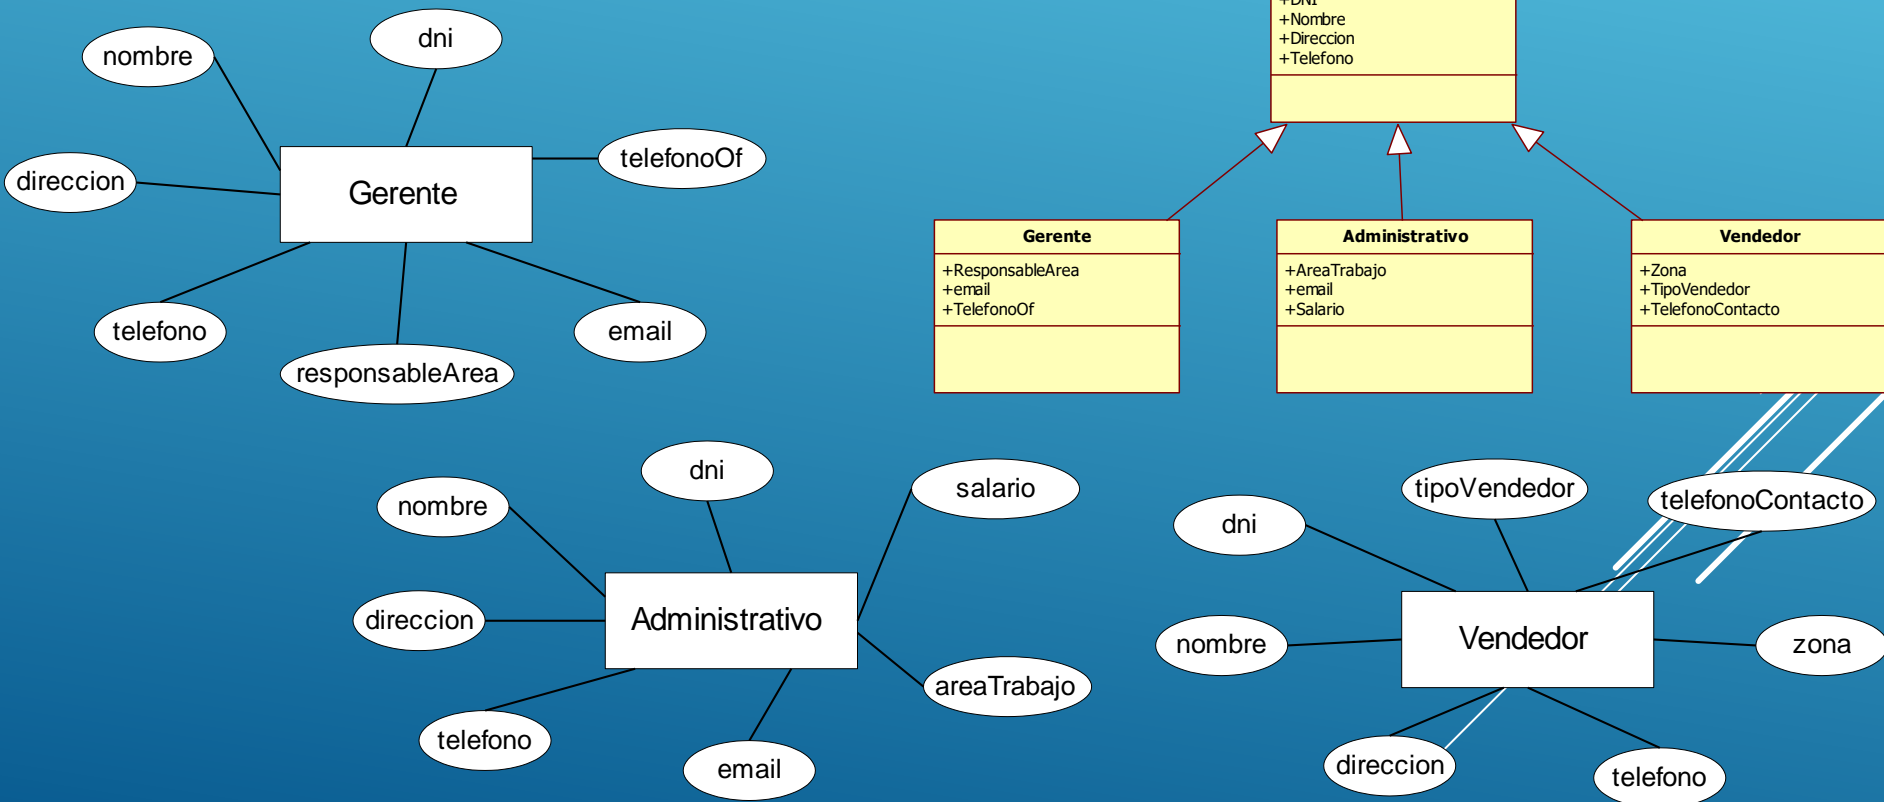 nombre
dni
direccion
Gerente
telefonoOf
telefono
responsableArea
email
+DNI
+Nombre
+Direccion
+Telefono
Gerente
+ResponsableArea
+email
+TelefonoOf
Administrativo
+AreaTrabajo
+email
+Salario
Vendedor
+Zona
+TipoVendedor
+TelefonoContacto
nombre
dni
salario
direccion
Administrativo
areaTrabajo
telefono
email
dni
tipoVendedor
telefonoContacto
nombre
Vendedor
zona
direccion
telefono